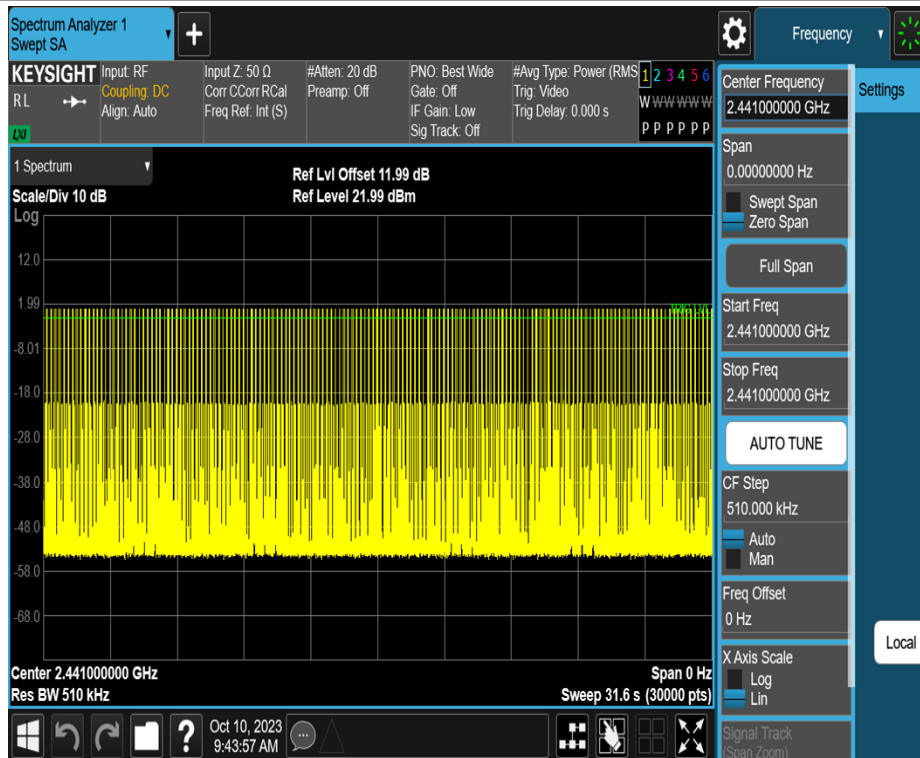 Spectrum Analyzer 1
Swept SA
+
Frequency
KEYSIGHT
RL
LXI
Input: RF
Coupling: DC
Align: Auto
Input Z: 50 Ω
Corr CCorr RCal
Freq Ref: Int (S)
#Atten: 20 dB
Preamp: Off
PNO: Best Wide
Gate: Off
IF Gain: Low
Sig Track: Off
#Avg Type: Power (RMS
Trig: Video
Trig Delay: 0.000 s
1 2 3 4 5 6
W W W W W W
P P P P P P
Center Frequency
2.441000000 GHz
Settings
1 Spectrum
Scale/Div 10 dB
Ref Lvl Offset 11.99 dB
Ref Level 21.99 dBm
Span
0.00000000 Hz
Swept Span
Zero Span
Full Span
Log
12.0
1.99
-8.01
-18.0
-28.0
-38.0
-48.0
-58.0
-68.0
Start Freq
2.441000000 GHz
Stop Freq
2.441000000 GHz
AUTO TUNE
CF Step
510.000 kHz
Auto
Man
Freq Offset
0 Hz
Local
X Axis Scale
Log
Lin
Signal Track
(Span Zoom)
Center 2.441000000 GHz
Span 0 Hz
Res BW 510 kHz
Sweep 31.6 s (30000 pts)
?
Oct 10, 2023
9:43:57 AM